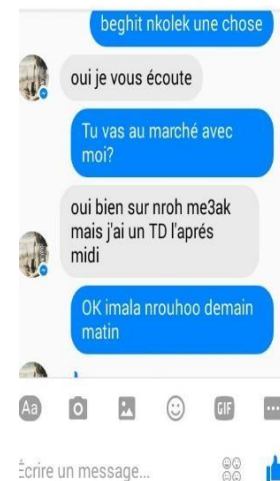 beghit nkolek une chose
oui je vous écoute
Tu vas au marché avec
moi?
oui bien sur nroh me3ak
mais j'ai un TD l'aprés
midi
OK imala nrouhoo demain
matin
Aa
GIF
Écrire un message...